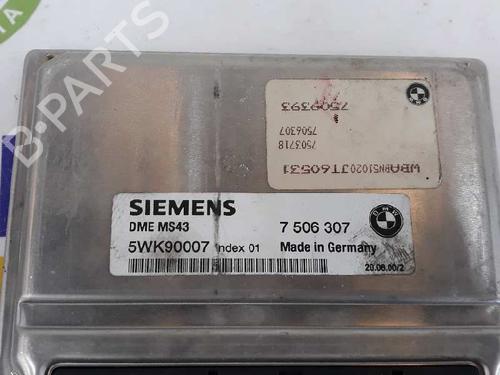 B-PARTS
7509393
7506307
7503718
WBABN51020JT60531
SIEMENS
DME MS43
7 506 307
5WK90007 Index 01
Made in Germany
20.06.00/2